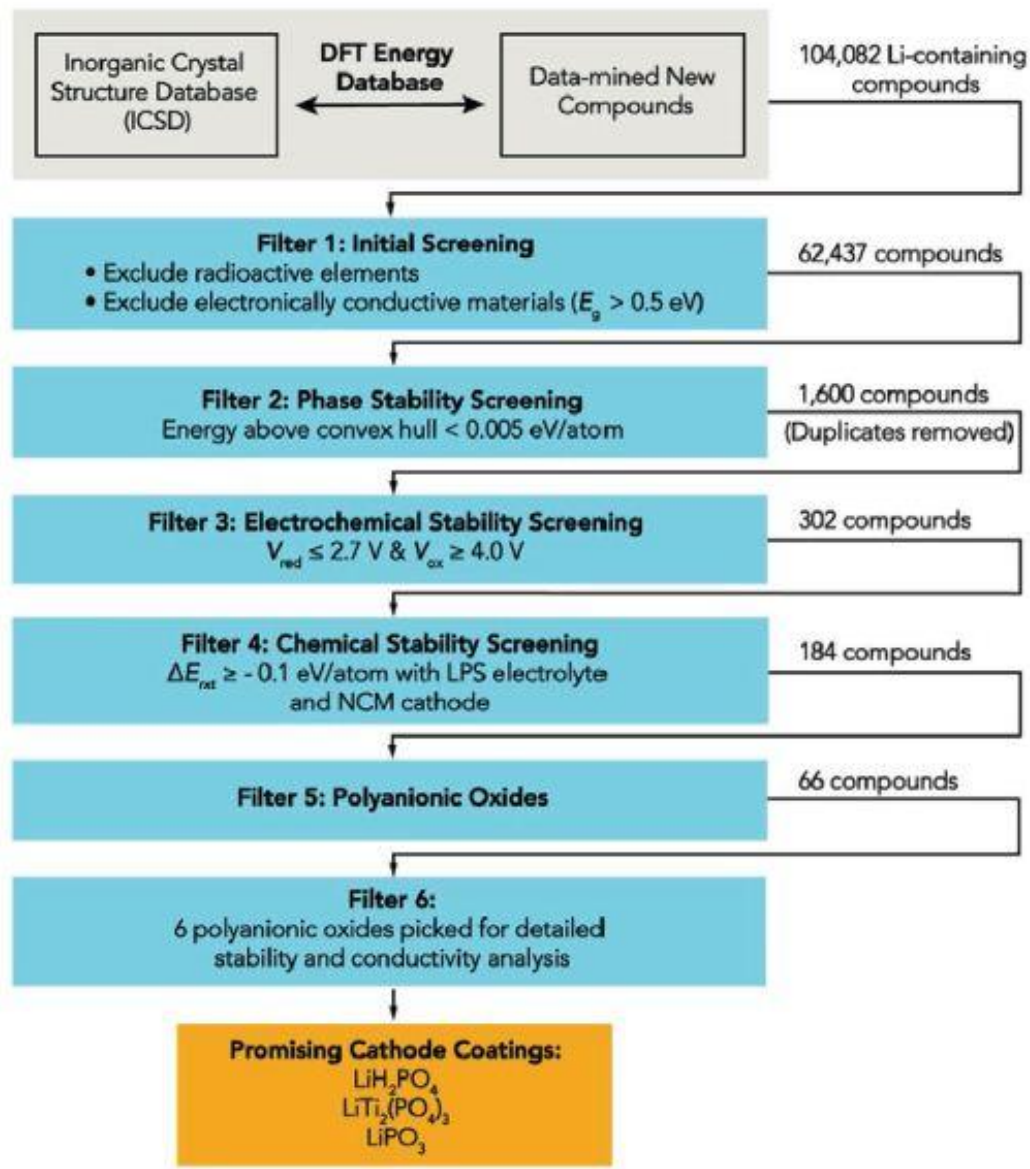 Inorganic Crystal
Structure Database
(ICSD)
DFT Energy
Database
Data-mined New
Compounds
104,082 Li-containing
compounds
Filter 1: Initial Screening
• Exclude radioactive elements
• Exclude electronically conductive materials (E_g > 0.5 eV)
62,437 compounds
Filter 2: Phase Stability Screening
Energy above convex hull < 0.005 eV/atom
1,600 compounds
(Duplicates removed)
Filter 3: Electrochemical Stability Screening
V_red ≤ 2.7 V & V_ox ≥ 4.0 V
302 compounds
Filter 4: Chemical Stability Screening
ΔE_rxt ≥ - 0.1 eV/atom with LPS electrolyte
and NCM cathode
184 compounds
Filter 5: Polyanionic Oxides
66 compounds
Filter 6:
6 polyanionic oxides picked for detailed
stability and conductivity analysis
Promising Cathode Coatings:
LiH₂PO₄
LiTi₂(PO₄)₃
LiPO₃